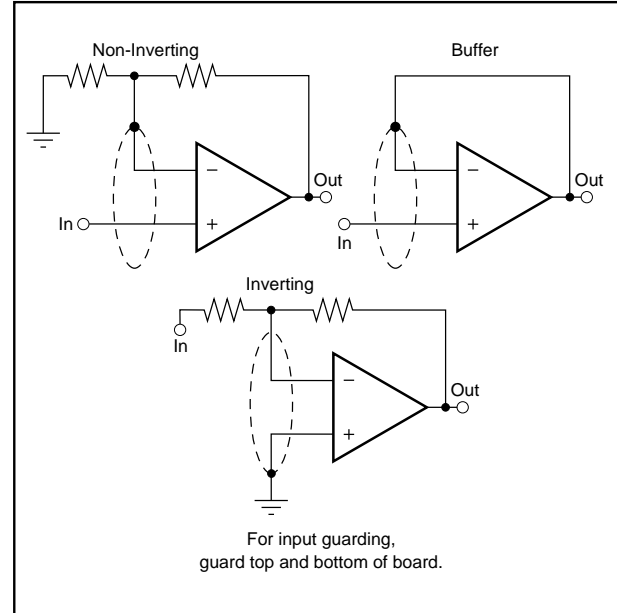 Non-Inverting
Buffer
−
+
In
Out
−
+
In
Out
Inverting
In
−
+
Out
For input guarding,
guard top and bottom of board.